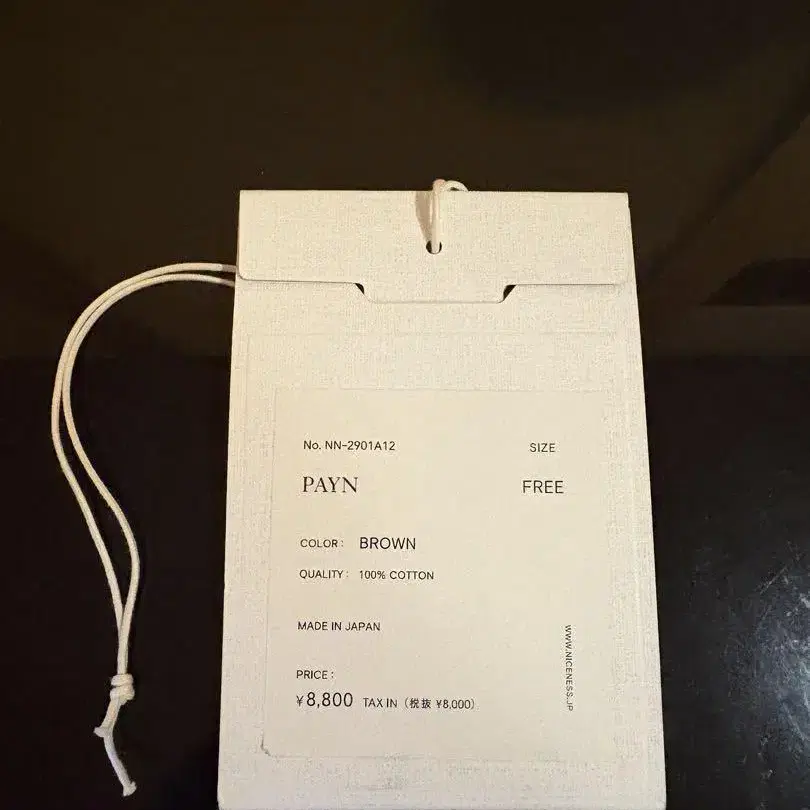 No. NN-2901A12 SIZE
PAYN FREE
COLOR: BROWN
QUALITY: 100% COTTON
MADE IN JAPAN
PRICE:
¥8,800 TAX IN (税抜 ¥8,000)
WWW.NICENESS.JP